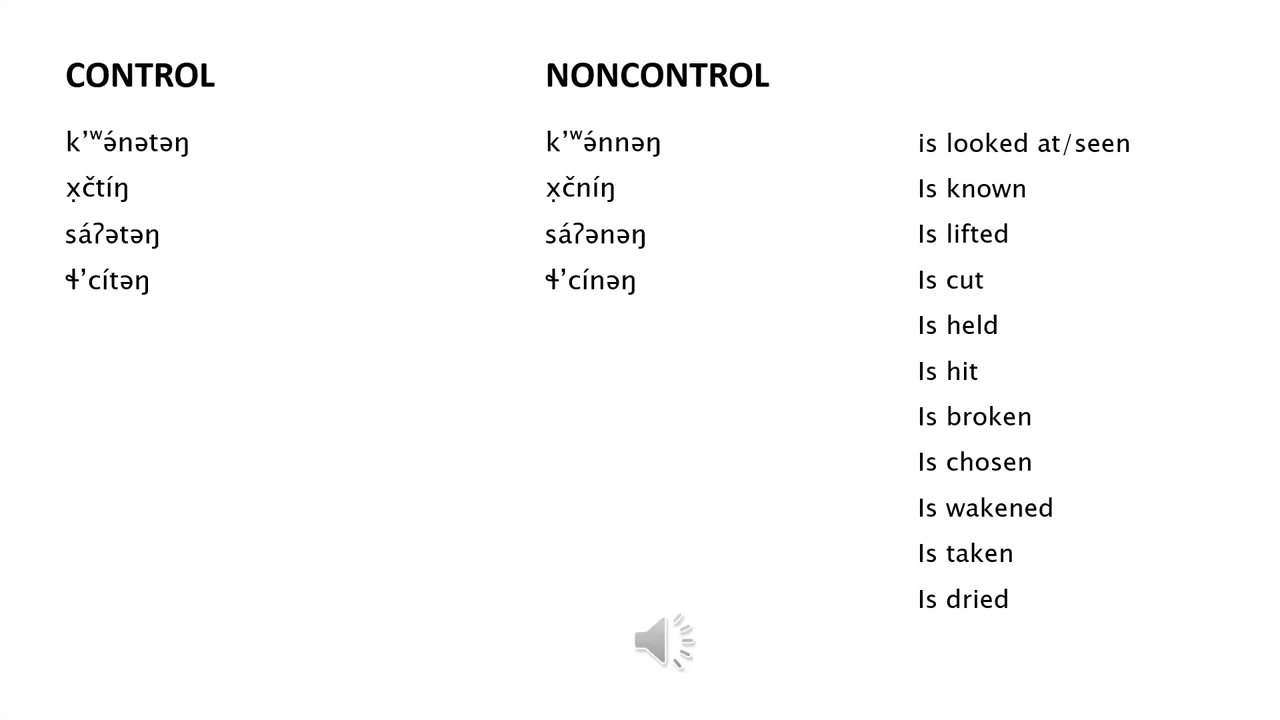 CONTROL NONCONTROL
k’ʷə́nətəŋ k’ʷə́nnəŋ is looked at/seen
x̣čtíŋ x̣čníŋ Is known
sáʔətəŋ sáʔənəŋ Is lifted
ɬ’cítəŋ ɬ’cínəŋ Is cut
Is held
Is hit
Is broken
Is chosen
Is wakened
Is taken
Is dried